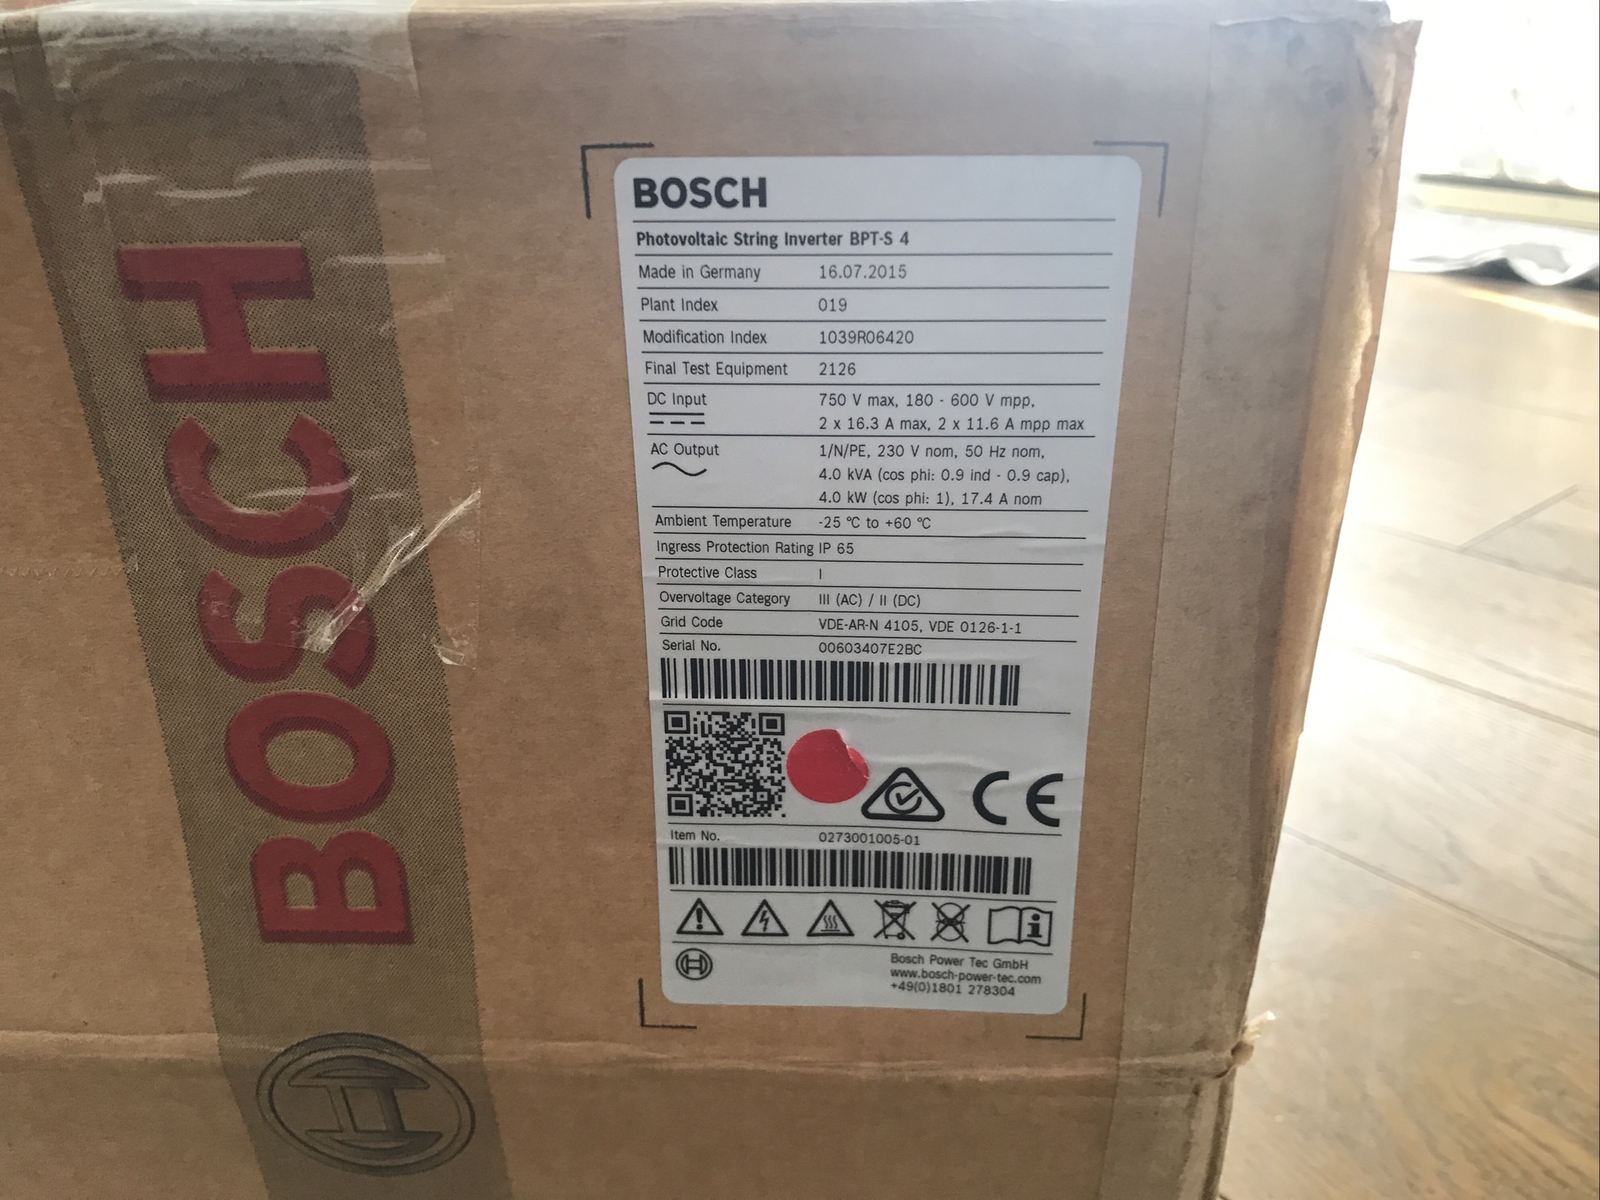 BOSCH
BOSCH
Photovoltaic String Inverter BPT-S 4
Made in Germany 16.07.2015
Plant Index 019
Modification Index 1039R06420
Final Test Equipment 2126
DC Input 750 V max, 180 - 600 V mpp,
2 x 16.3 A max, 2 x 11.6 A mpp max
AC Output 1/N/PE, 230 V nom, 50 Hz nom,
4.0 kVA (cos phi: 0.9 ind - 0.9 cap),
4.0 kW (cos phi: 1), 17.4 A nom
Ambient Temperature -25 °C to +60 °C
Ingress Protection Rating IP 65
Protective Class I
Overvoltage Category III (AC) / II (DC)
Grid Code VDE-AR-N 4105, VDE 0126-1-1
Serial No. 00603407E2BC
CE
Item No. 0273001005-01
Bosch Power Tec GmbH
www.bosch-power-tec.com
+49(0)1801 278304